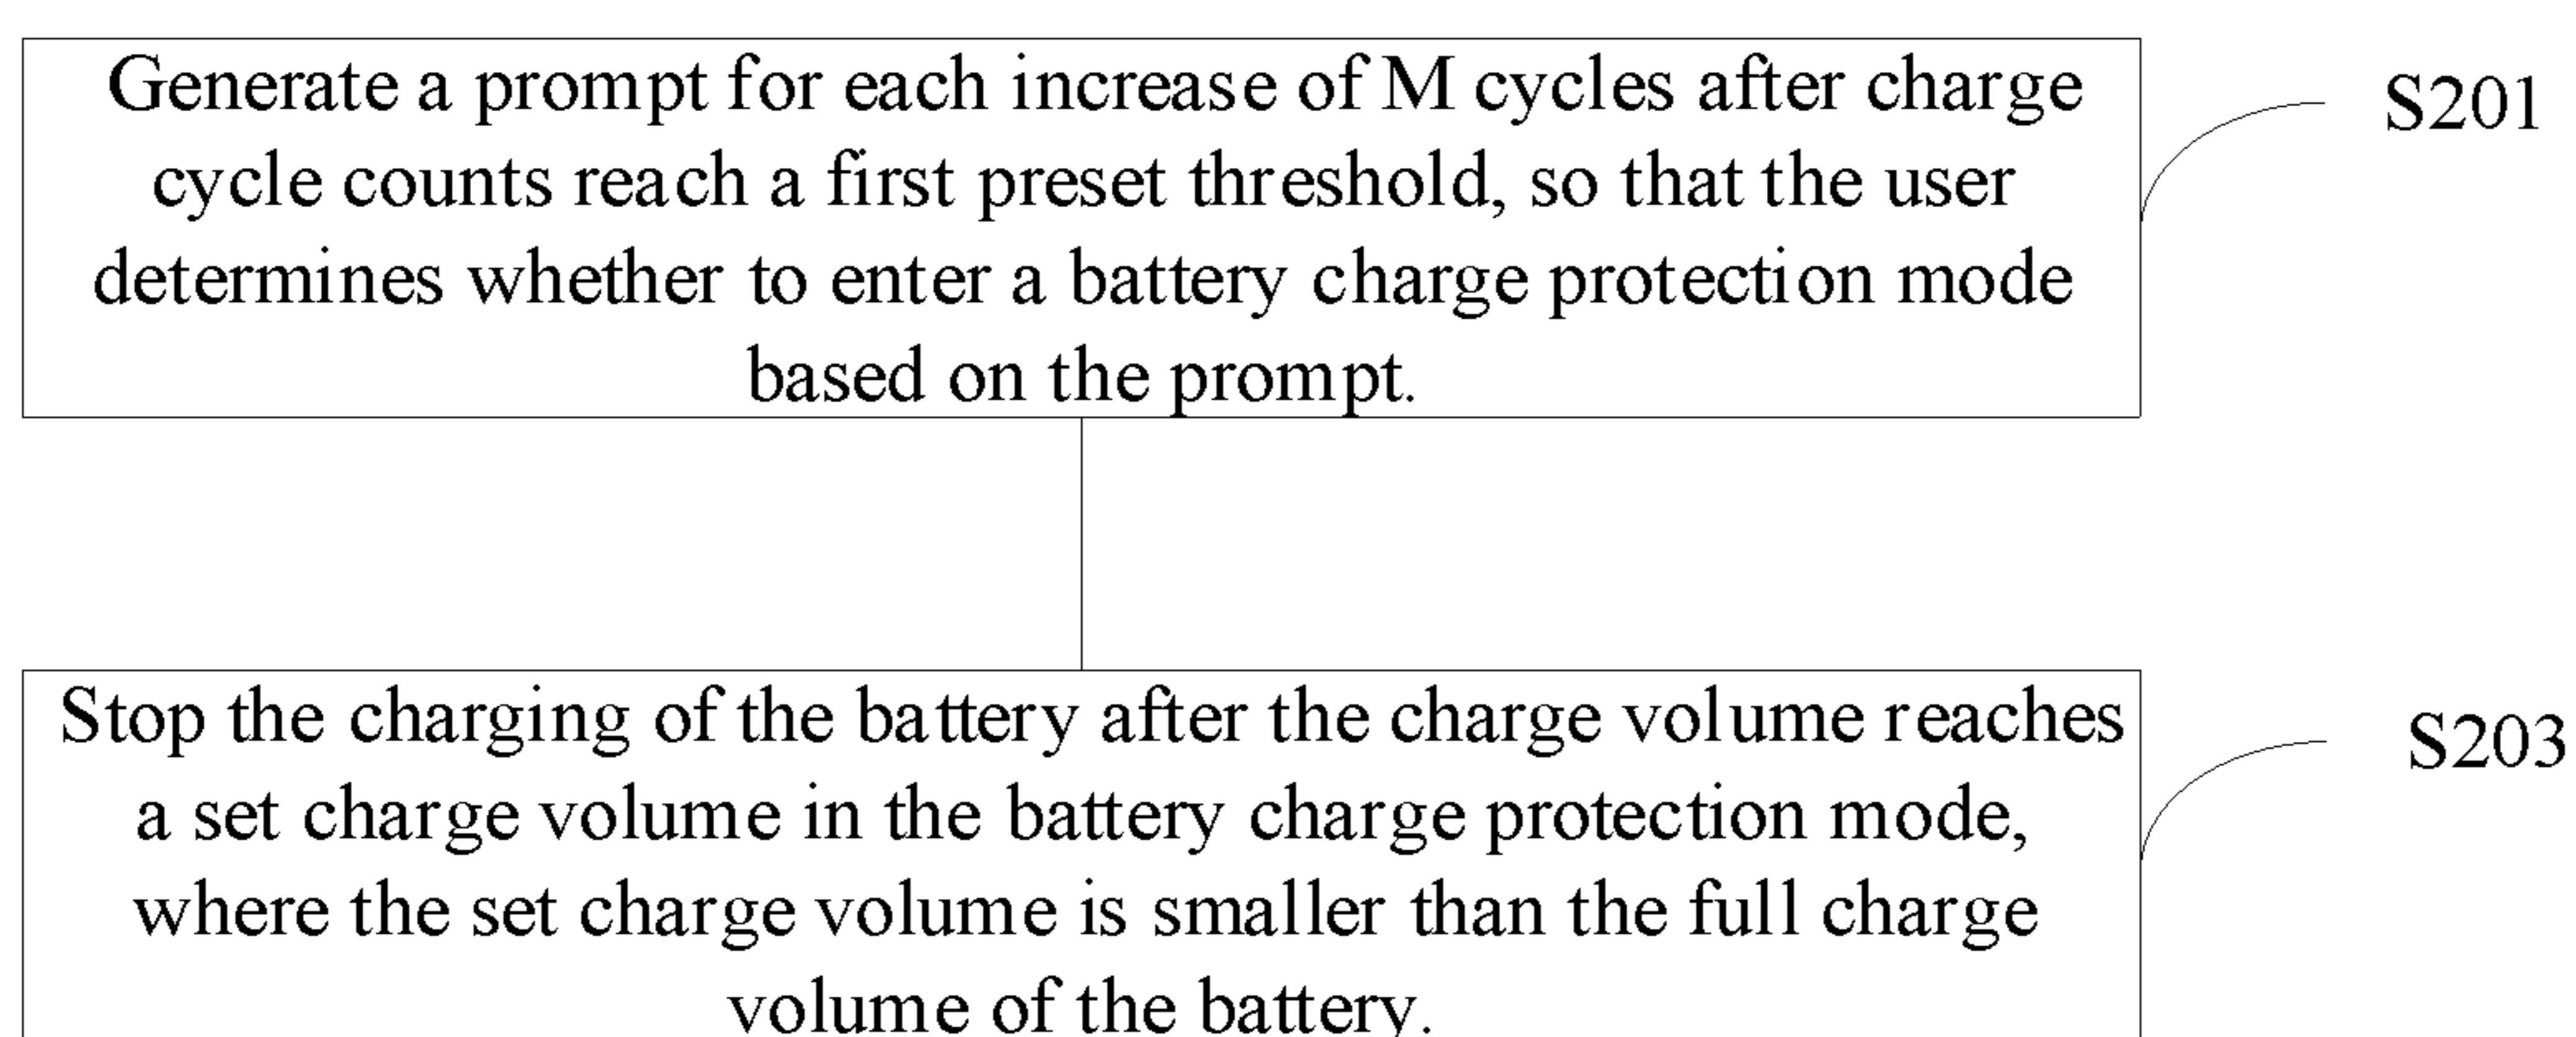 Generate a prompt for each increase of M cycles after charge
cycle counts reach a first preset threshold, so that the user
determines whether to enter a battery charge protection mode
based on the prompt.
S201
Stop the charging of the battery after the charge volume reaches
a set charge volume in the battery charge protection mode,
where the set charge volume is smaller than the full charge
volume of the battery.
S203